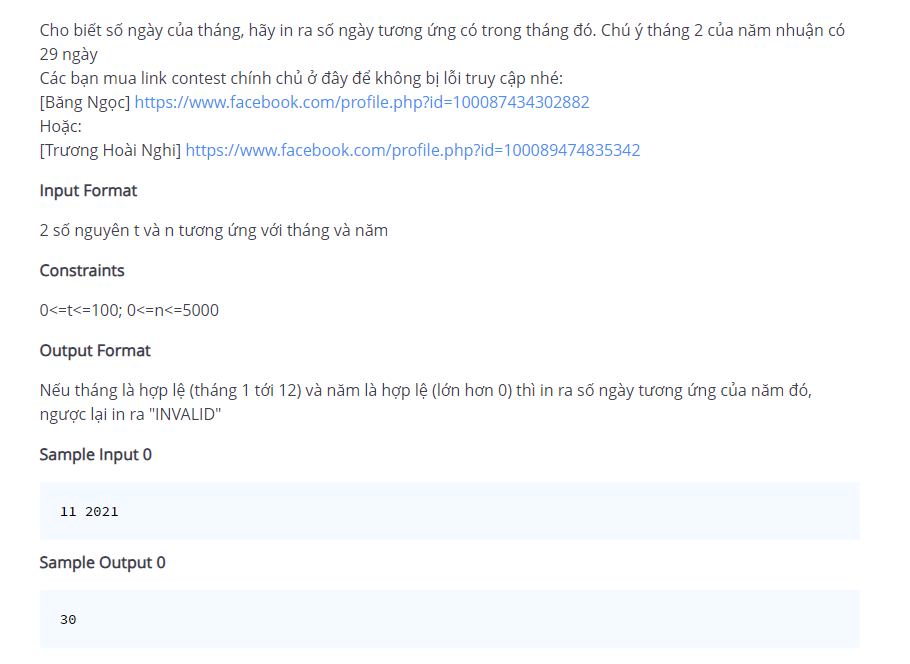 Cho biết số ngày của tháng, hãy in ra số ngày tương ứng có trong tháng đó. Chú ý tháng 2 của năm nhuận có
29 ngày
Các bạn mua link contest chính chủ ở đây để không bị lỗi truy cập nhé:
[Băng Ngọc] https://www.facebook.com/profile.php?id=100087434302882
Hoặc:
[Trương Hoài Nghi] https://www.facebook.com/profile.php?id=100089474835342
Input Format
2 số nguyên t và n tương ứng với tháng và năm
Constraints
0<=t<=100; 0<=n<=5000
Output Format
Nếu tháng là hợp lệ (tháng 1 tới 12) và năm là hợp lệ (lớn hơn 0) thì in ra số ngày tương ứng của năm đó,
ngược lại in ra "INVALID"
Sample Input 0
11 2021
Sample Output 0
30